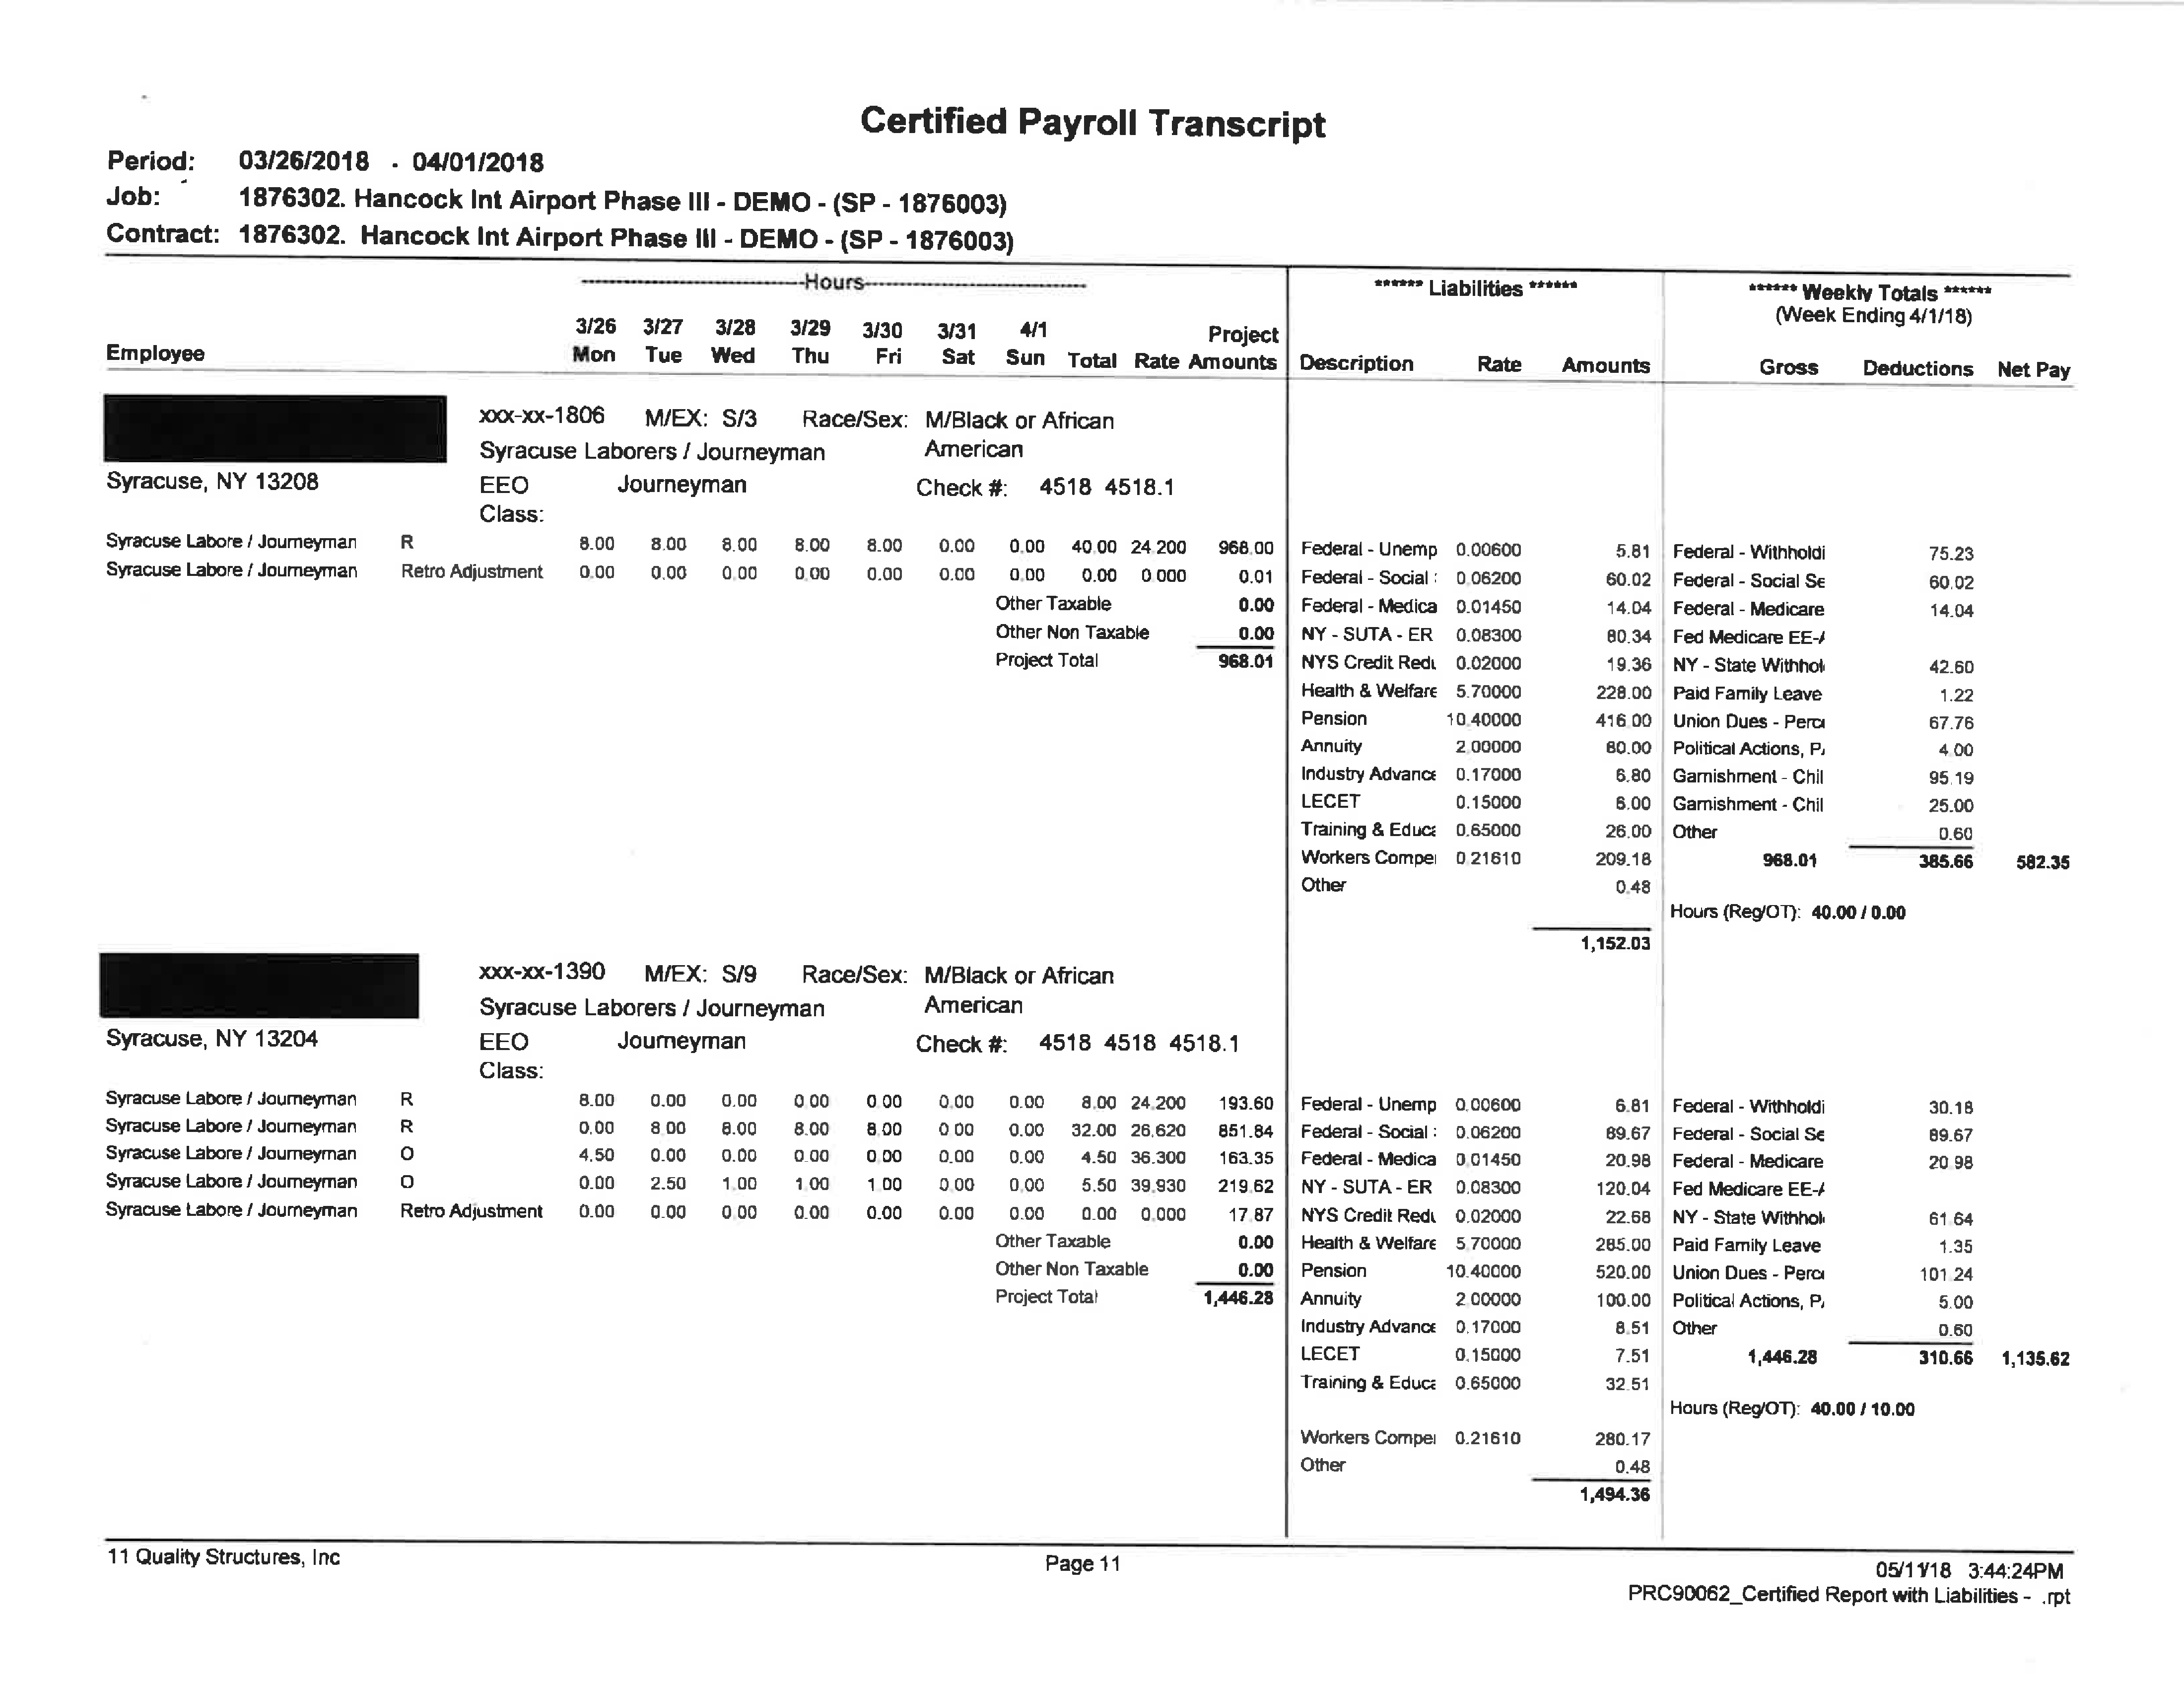 Certified Payroll Transcript
Period: 03/26/2018 - 04/01/2018
Job: 1876302. Hancock Int Airport Phase III - DEMO - (SP - 1876003)
Contract: 1876302. Hancock Int Airport Phase III - DEMO - (SP - 1876003)
Hours ****** Liabilities ****** ****** Weekly Totals ******
(Week Ending 4/1/18)
3/26 3/27 3/28 3/29 3/30 3/31 4/1 Project
Employee Mon Tue Wed Thu Fri Sat Sun Total Rate Amounts Description Rate Amounts Gross Deductions Net Pay
xxx-xx-1806 M/EX: S/3 Race/Sex: M/Black or African
Syracuse Laborers / Journeyman American
Syracuse, NY 13208 EEO Journeyman Check #: 4518 4518.1
Class:
Syracuse Labore / Journeyman R 8.00 8.00 8.00 8.00 8.00 0.00 0.00 40.00 24.200 968.00 Federal - Unemp 0.00600 5.81 Federal - Withholdi 75.23
Syracuse Labore / Journeyman Retro Adjustment 0.00 0.00 0.00 0.00 0.00 0.00 0.00 0.00 0.000 0.01 Federal - Social : 0.06200 60.02 Federal - Social Se 60.02
Other Taxable 0.00 Federal - Medica 0.01450 14.04 Federal - Medicare 14.04
Other Non Taxable 0.00 NY - SUTA - ER 0.08300 80.34 Fed Medicare EE-A
Project Total 968.01 NYS Credit Redu 0.02000 19.36 NY - State Withhol 42.60
Health & Welfare 5.70000 228.00 Paid Family Leave 1.22
Pension 10.40000 416.00 Union Dues - Perce 67.76
Annuity 2.00000 80.00 Political Actions, P 4.00
Industry Advance 0.17000 6.80 Garnishment - Chil 95.19
LECET 0.15000 6.00 Garnishment - Chil 25.00
Training & Educa 0.65000 26.00 Other 0.60
Workers Compe 0.21610 209.18 968.01 385.66 582.35
Other 0.48
Hours (Reg/OT): 40.00 / 0.00
1,152.03
xxx-xx-1390 M/EX: S/9 Race/Sex: M/Black or African
Syracuse Laborers / Journeyman American
Syracuse, NY 13204 EEO Journeyman Check #: 4518 4518 4518.1
Class:
Syracuse Labore / Journeyman R 8.00 0.00 0.00 0.00 0.00 0.00 0.00 8.00 24.200 193.60 Federal - Unemp 0.00600 6.81 Federal - Withholdi 30.18
Syracuse Labore / Journeyman R 0.00 8.00 8.00 8.00 8.00 0.00 0.00 32.00 26.620 851.84 Federal - Social : 0.06200 89.67 Federal - Social Se 89.67
Syracuse Labore / Journeyman O 4.50 0.00 0.00 0.00 0.00 0.00 0.00 4.50 36.300 163.35 Federal - Medica 0.01450 20.98 Federal - Medicare 20.98
Syracuse Labore / Journeyman O 0.00 2.50 1.00 1.00 1.00 0.00 0.00 5.50 39.930 219.62 NY - SUTA - ER 0.08300 120.04 Fed Medicare EE-A
Syracuse Labore / Journeyman Retro Adjustment 0.00 0.00 0.00 0.00 0.00 0.00 0.00 0.00 0.000 17.87 NYS Credit Redu 0.02000 22.68 NY - State Withhol 61.64
Other Taxable 0.00 Health & Welfare 5.70000 285.00 Paid Family Leave 1.35
Other Non Taxable 0.00 Pension 10.40000 520.00 Union Dues - Perce 101.24
Project Total 1,446.28 Annuity 2.00000 100.00 Political Actions, P 5.00
Industry Advance 0.17000 8.51 Other 0.60
LECET 0.15000 7.51 1,446.28 310.66 1,135.62
Training & Educa 0.65000 32.51
Hours (Reg/OT): 40.00 / 10.00
Workers Compe 0.21610 280.17
Other 0.48
1,494.36
11 Quality Structures, Inc Page 11 05/11/18 3:44:24PM
PRC90062_Certified Report with Liabilities - .rpt